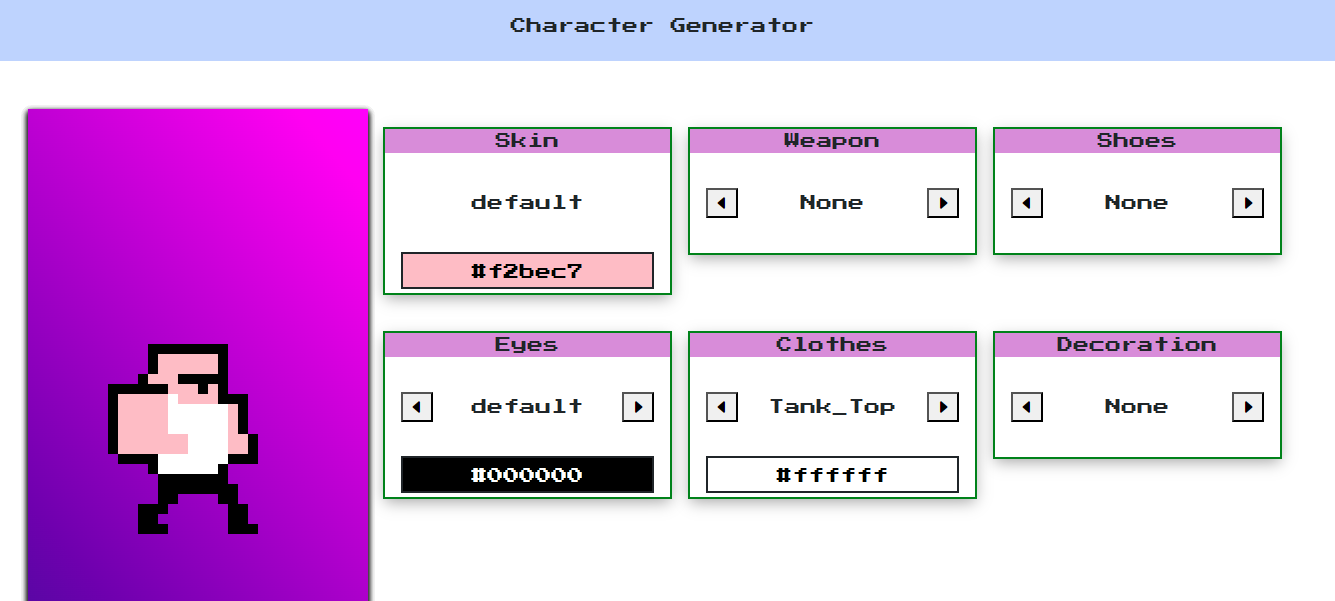 Character Generator
Skin
default
#f2bec7
Weapon
None
Shoes
None
Eyes
default
#000000
Clothes
Tank_Top
#ffffff
Decoration
None